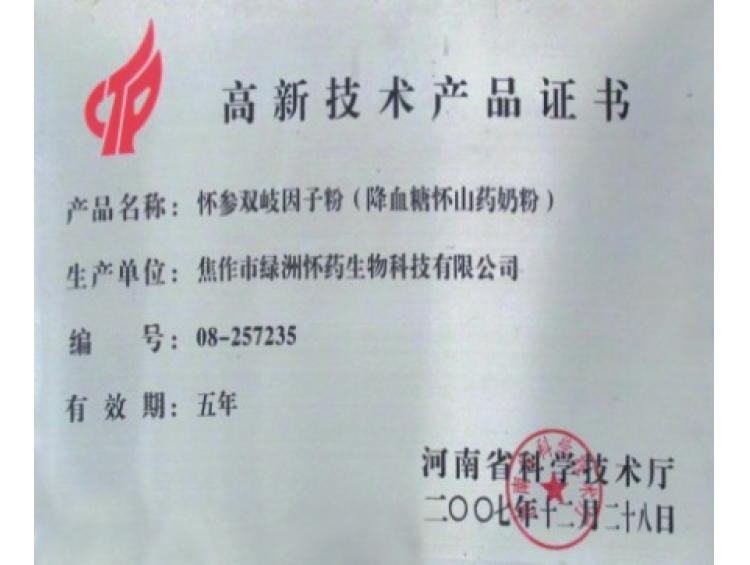 CTP
高新技术产品证书
产品名称：怀参双岐因子粉（降血糖怀山药奶粉）
生产单位：焦作市绿洲怀药生物科技有限公司
编 号：08-257235
有效期：五年
河南省科学技术厅
二〇〇七年十二月二十八日